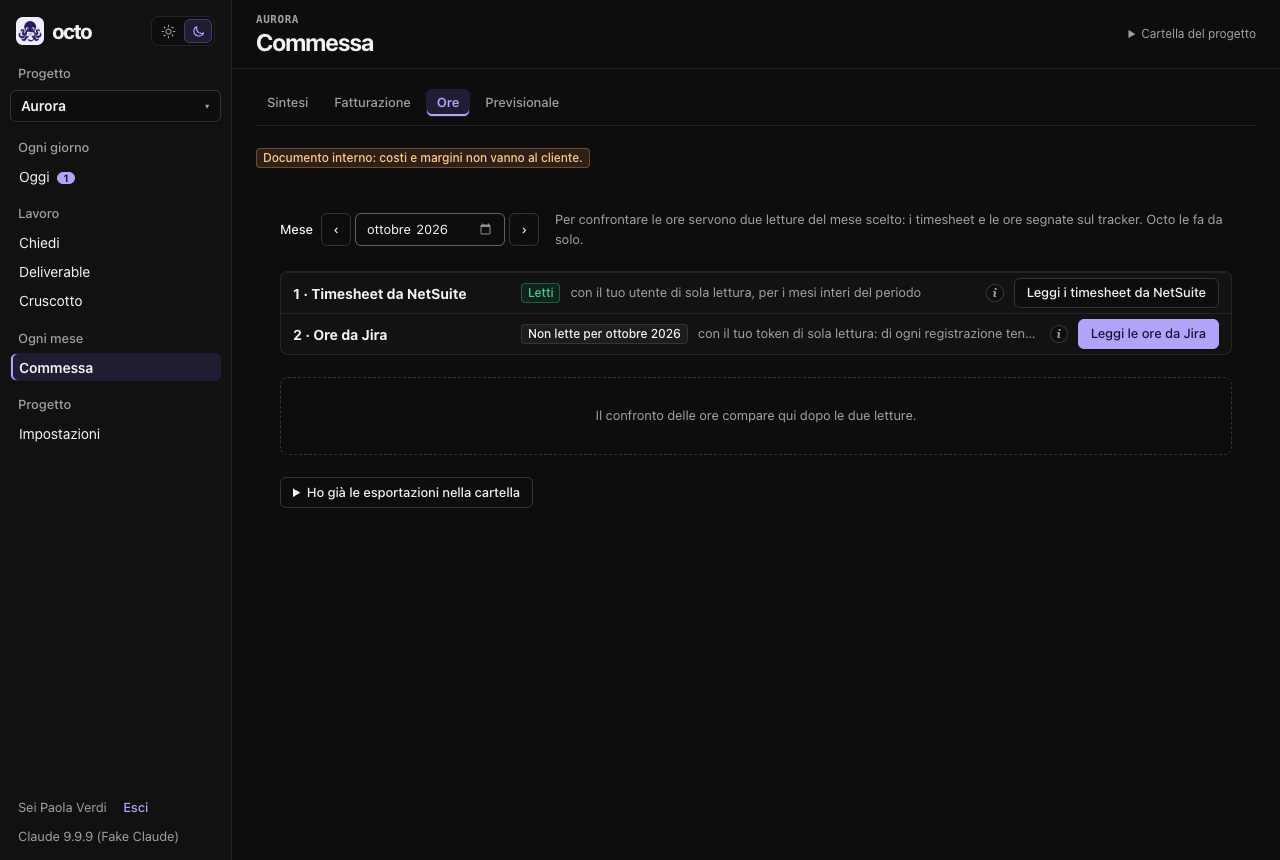 octo
Progetto
Aurora
Ogni giorno
Oggi 1
Lavoro
Chiedi
Deliverable
Cruscotto
Ogni mese
Commessa
Progetto
Impostazioni
Sei Paola Verdi Esci
Claude 9.9.9 (Fake Claude)
AURORA
Commessa
Cartella del progetto
Sintesi Fatturazione Ore Previsionale
Documento interno: costi e margini non vanno al cliente.
Mese ‹ ottobre 2026 ›
Per confrontare le ore servono due letture del mese scelto: i timesheet e le ore segnate sul tracker. Octo le fa da
solo.
1 · Timesheet da NetSuite Letti con il tuo utente di sola lettura, per i mesi interi del periodo i Leggi i timesheet da NetSuite
2 · Ore da Jira Non lette per ottobre 2026 con il tuo token di sola lettura: di ogni registrazione ten… i Leggi le ore da Jira
Il confronto delle ore compare qui dopo le due letture.
Ho già le esportazioni nella cartella